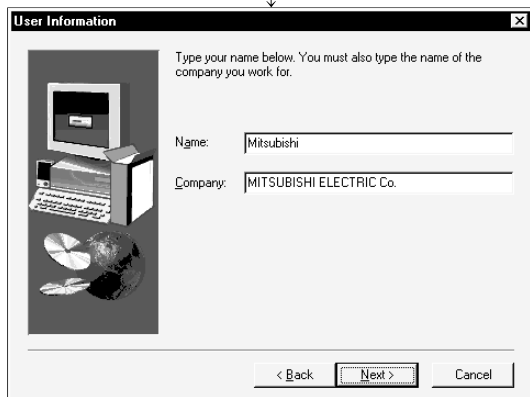 User Information
Type your name below. You must also type the name of the
company you work for.
Name: Mitsubishi
Company: MITSUBISHI ELECTRIC Co.
< Back Next > Cancel